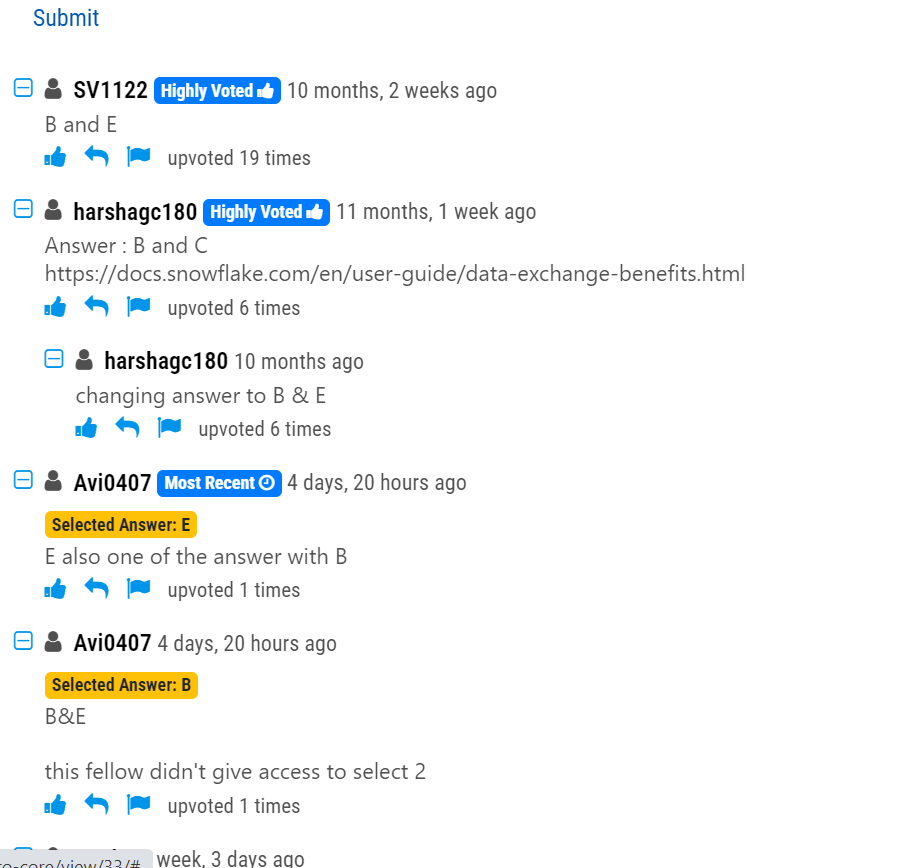 Submit
SV1122 Highly Voted 10 months, 2 weeks ago
B and E
upvoted 19 times
harshagc180 Highly Voted 11 months, 1 week ago
Answer : B and C
https://docs.snowflake.com/en/user-guide/data-exchange-benefits.html
upvoted 6 times
harshagc180 10 months ago
changing answer to B & E
upvoted 6 times
Avi0407 Most Recent 4 days, 20 hours ago
Selected Answer: E
E also one of the answer with B
upvoted 1 times
Avi0407 4 days, 20 hours ago
Selected Answer: B
B&E
this fellow didn't give access to select 2
upvoted 1 times
week, 3 days ago